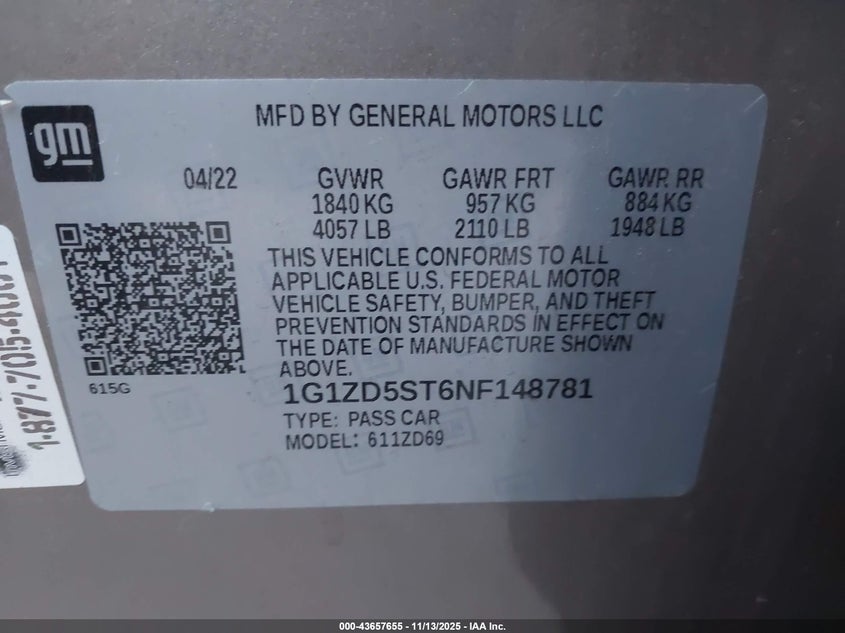 gm
MFD BY GENERAL MOTORS LLC
04/22 GVWR GAWR FRT GAWR RR
1840 KG 957 KG 884 KG
4057 LB 2110 LB 1948 LB
THIS VEHICLE CONFORMS TO ALL
APPLICABLE U.S. FEDERAL MOTOR
VEHICLE SAFETY, BUMPER, AND THEFT
PREVENTION STANDARDS IN EFFECT ON
THE DATE OF MANUFACTURE SHOWN
ABOVE.
615G
1G1ZD5ST6NF148781
TYPE: PASS CAR
MODEL: 611ZD69
000-43657655 - 11/13/2025 - IAA Inc.